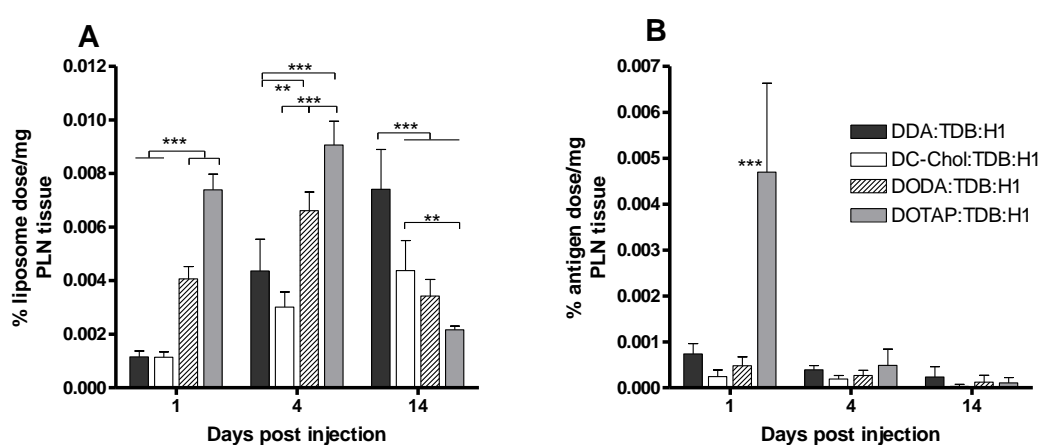 A
% liposome dose/mg
PLN tissue
0.012
0.010
0.008
0.006
0.004
0.002
0.000
***
***
**
***
***
**
1
4
14
Days post injection
B
% antigen dose/mg
PLN tissue
0.007
0.006
0.005
0.004
0.003
0.002
0.001
0.000
***
DDA:TDB:H1
DC-Chol:TDB:H1
DODA:TDB:H1
DOTAP:TDB:H1
1
4
14
Days post injection